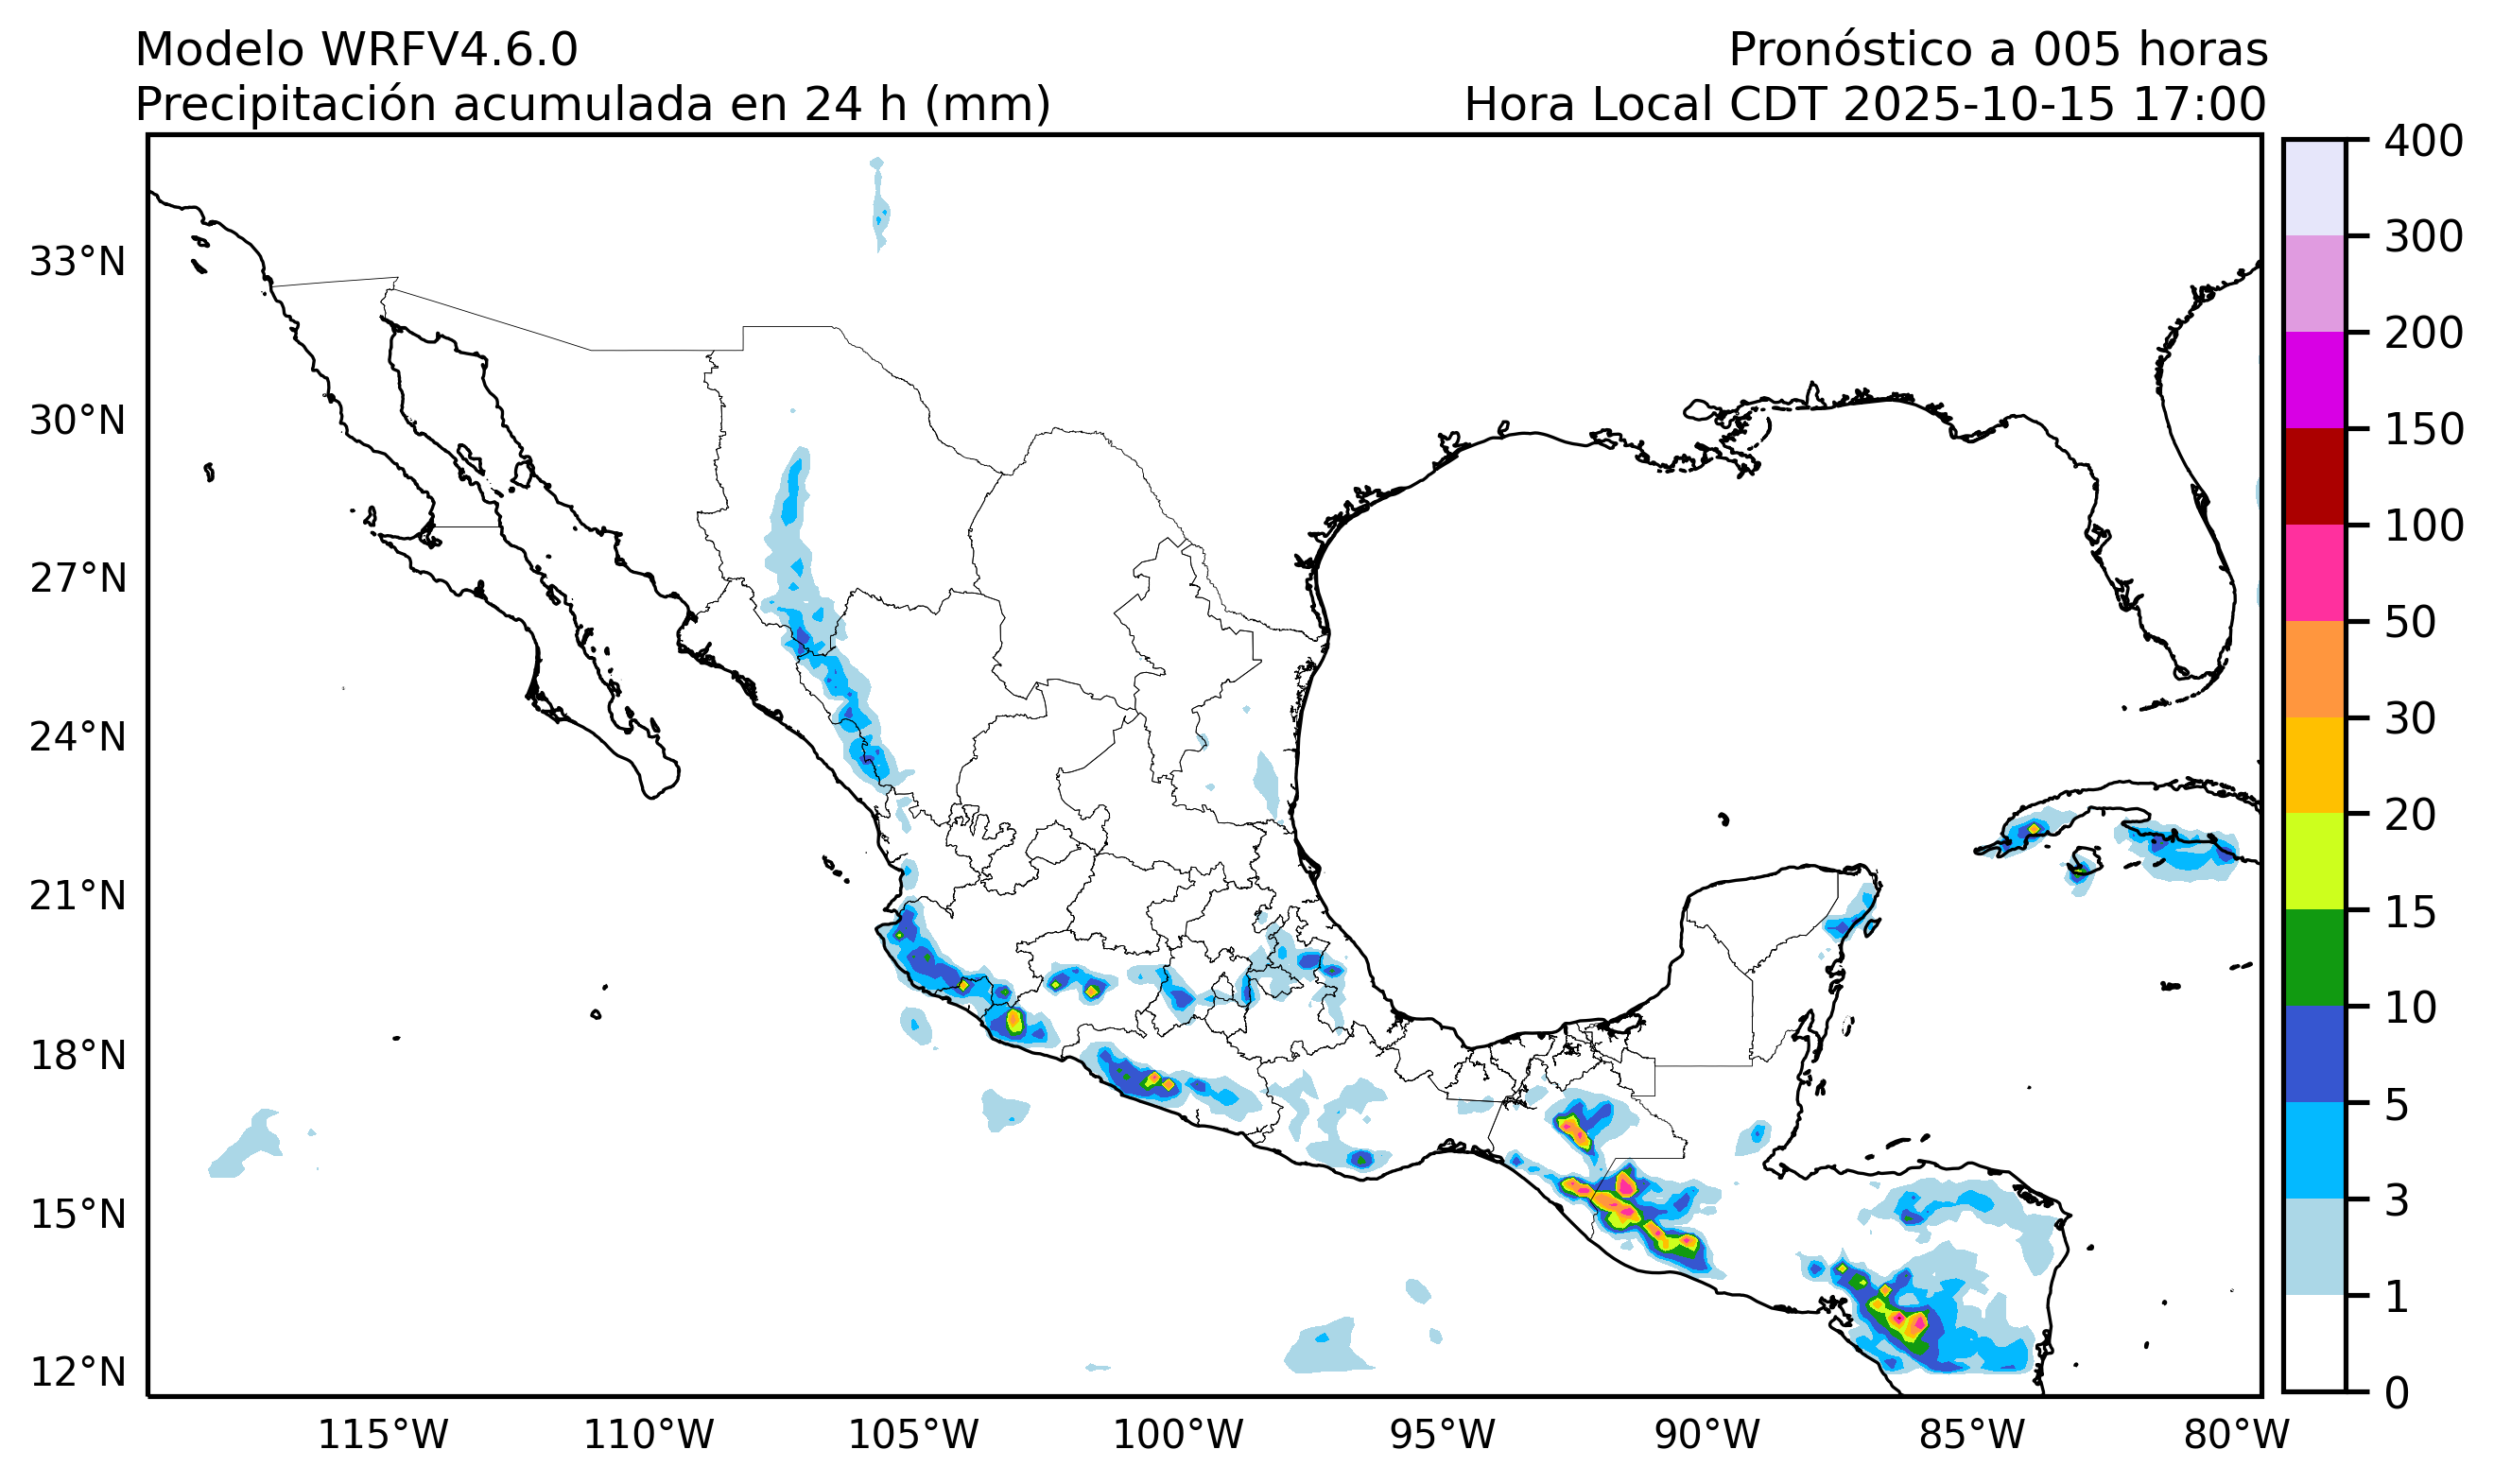 Modelo WRFV4.6.0
Pronóstico a 005 horas
Precipitación acumulada en 24 h (mm)
Hora Local CDT 2025-10-15 17:00
33°N
30°N
27°N
24°N
21°N
18°N
15°N
12°N
115°W
110°W
105°W
100°W
95°W
90°W
85°W
80°W
400
300
200
150
100
50
30
20
15
10
5
3
1
0